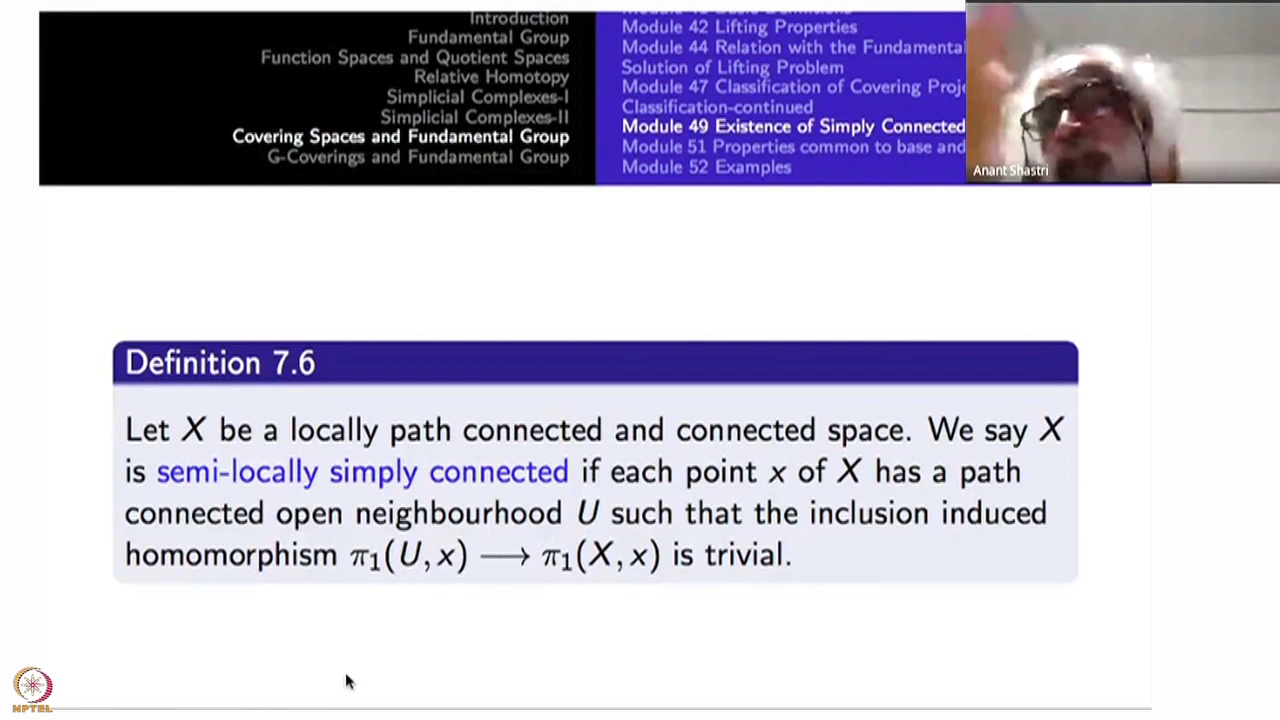 Introduction
Fundamental Group
Function Spaces and Quotient Spaces
Relative Homotopy
Simplicial Complexes-I
Simplicial Complexes-II
Covering Spaces and Fundamental Group
G-Coverings and Fundamental Group
Module 42 Lifting Properties
Module 44 Relation with the Fundamental
Solution of Lifting Problem
Module 47 Classification of Covering Proje
Classification-continued
Module 49 Existence of Simply Connected
Module 51 Properties common to base and
Module 52 Examples
Anant Shastri
Definition 7.6
Let X be a locally path connected and connected space. We say X
is semi-locally simply connected if each point x of X has a path
connected open neighbourhood U such that the inclusion induced
homomorphism π₁(U, x) ⟶ π₁(X, x) is trivial.
NPTEL